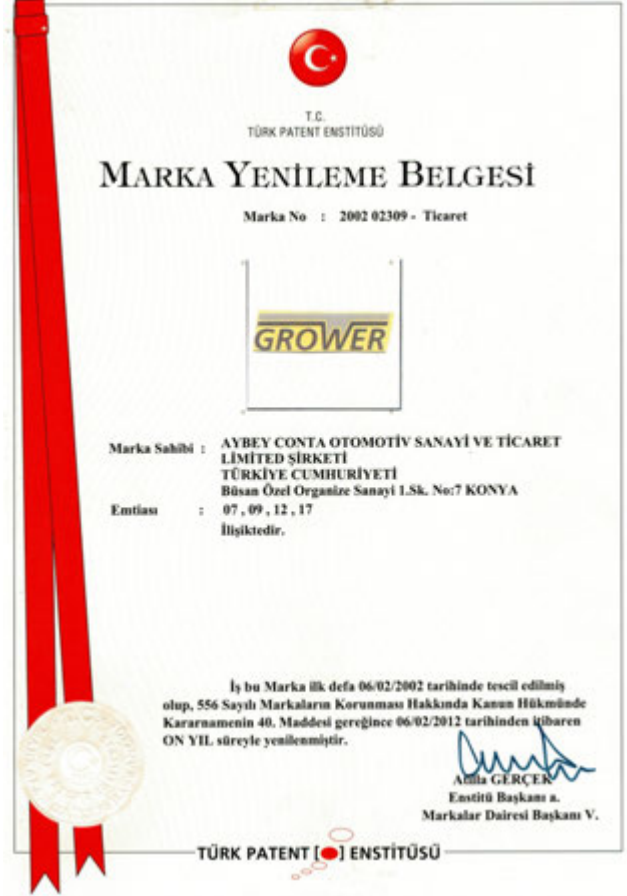 T.C.
TÜRK PATENT ENSTİTÜSÜ
MARKA YENİLEME BELGESİ
Marka No : 2002 02309 - Ticaret
GROWER
Marka Sahibi : AYBEY CONTA OTOMOTİV SANAYİ VE TİCARET
LİMİTED ŞİRKETİ
TÜRKİYE CUMHURİYETİ
Büsan Özel Organize Sanayi 1.Sk. No:7 KONYA
Emtiası : 07 , 09 , 12 , 17
İlişiktedir.
İş bu Marka ilk defa 06/02/2002 tarihinde tescil edilmiş
olup, 556 Sayılı Markaların Korunması Hakkında Kanun Hükmünde
Kararnamenin 40. Maddesi gereğince 06/02/2012 tarihinden itibaren
ON YIL süreyle yenilenmiştir.
Atilla GERÇEK
Enstitü Başkanı a.
Markalar Dairesi Başkanı V.
TÜRK PATENT [ ] ENSTİTÜSÜ